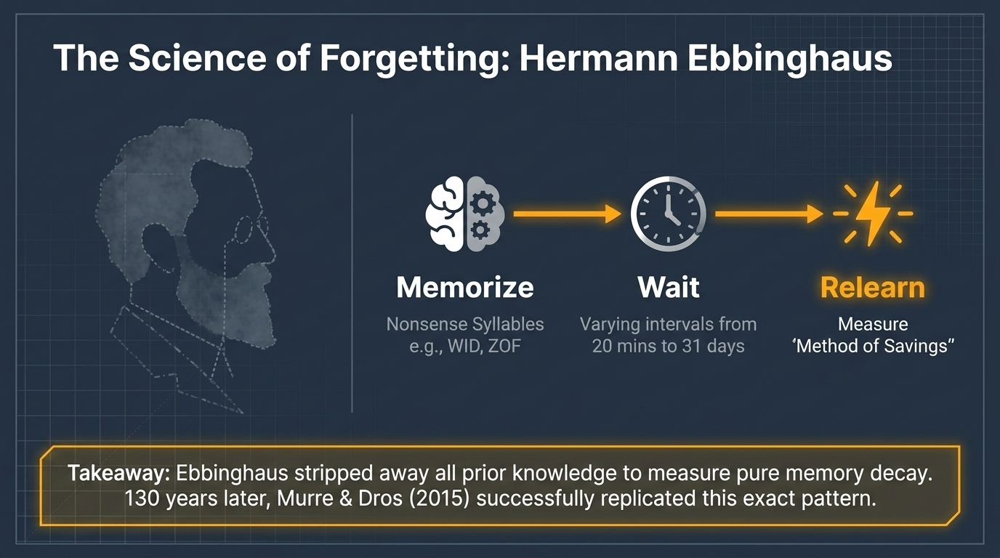 The Science of Forgetting: Hermann Ebbinghaus
Memorize
Nonsense Syllables
e.g., WID, ZOF
Wait
Varying intervals from
20 mins to 31 days
Relearn
Measure
‘Method of Savings”
Takeaway: Ebbinghaus stripped away all prior knowledge to measure pure memory decay.
130 years later, Murre & Dros (2015) successfully replicated this exact pattern.